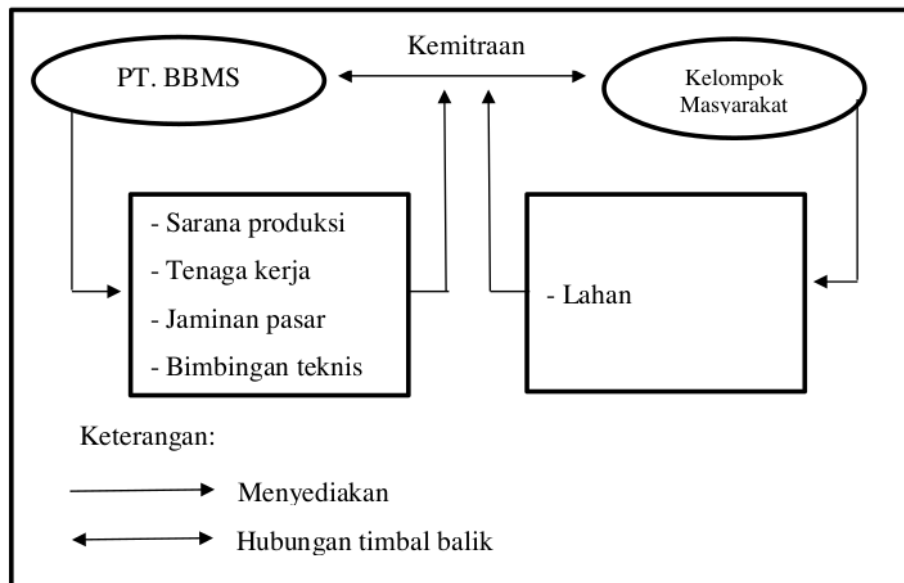 Kemitraan
PT. BBMS
Kelompok
Masyarakat
- Sarana produksi
- Tenaga kerja
- Jaminan pasar
- Bimbingan teknis
- Lahan
Keterangan:
Menyediakan
Hubungan timbal balik